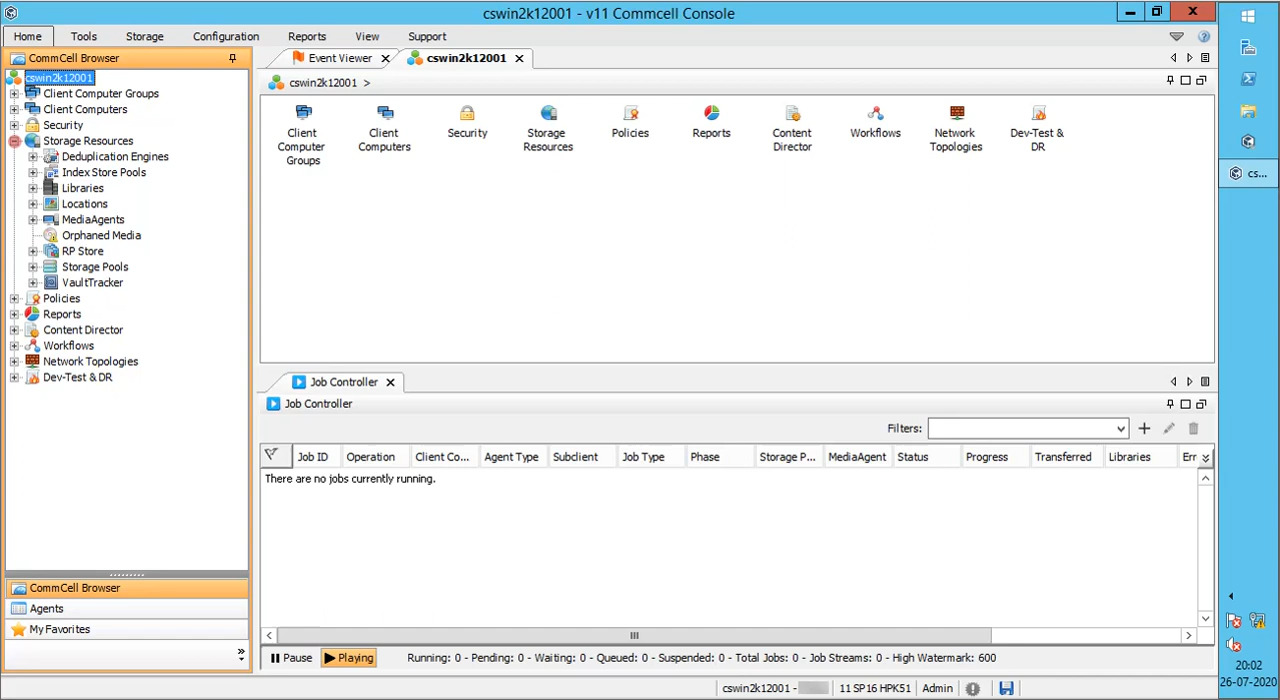 cswin2k12001 - v11 Commcell Console
Home Tools Storage Configuration Reports View Support
CommCell Browser
cswin2k12001
Client Computer Groups
Client Computers
Security
Storage Resources
Deduplication Engines
Index Store Pools
Libraries
Locations
MediaAgents
Orphaned Media
RP Store
Storage Pools
VaultTracker
Policies
Reports
Content Director
Workflows
Network Topologies
Dev-Test & DR
CommCell Browser
Agents
My Favorites
Event Viewer cswin2k12001
cswin2k12001 >
Client Computer Groups
Client Computers
Security
Storage Resources
Policies
Reports
Content Director
Workflows
Network Topologies
Dev-Test & DR
Job Controller
Job Controller
Filters:
Job ID Operation Client Co... Agent Type Subclient Job Type Phase Storage P... MediaAgent Status Progress Transferred Libraries Err
There are no jobs currently running.
Pause Playing Running: 0 - Pending: 0 - Waiting: 0 - Queued: 0 - Suspended: 0 - Total Jobs: 0 - Job Streams: 0 - High Watermark: 600
cswin2k12001 - 11 SP16 HPK51 Admin
cs...
20:02
26-07-2020